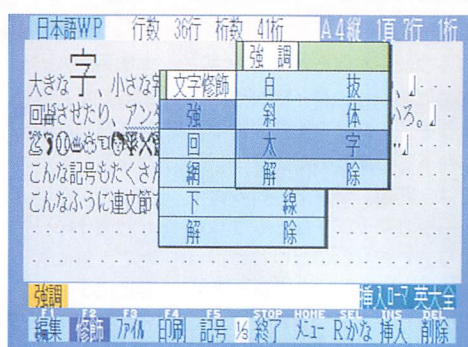 日本語WP 行数 36行 桁数 41桁 A4縦 1頁 7行 1桁
強調
大きな字、小さな
文字修飾
白抜
回
させたり、アン
強
斜体
いろ。」
回
太字
こんな記号もたくさん
網
解除
こんなふうに連文節
下線
解除
強調
挿入ローマ 英大全
F1 F2 F3 F4 F5 STOP HOME SEL INS DEL
編集 修飾 ファイル 印刷 記号 1/3 終了 メニュー Rかな 挿入 削除